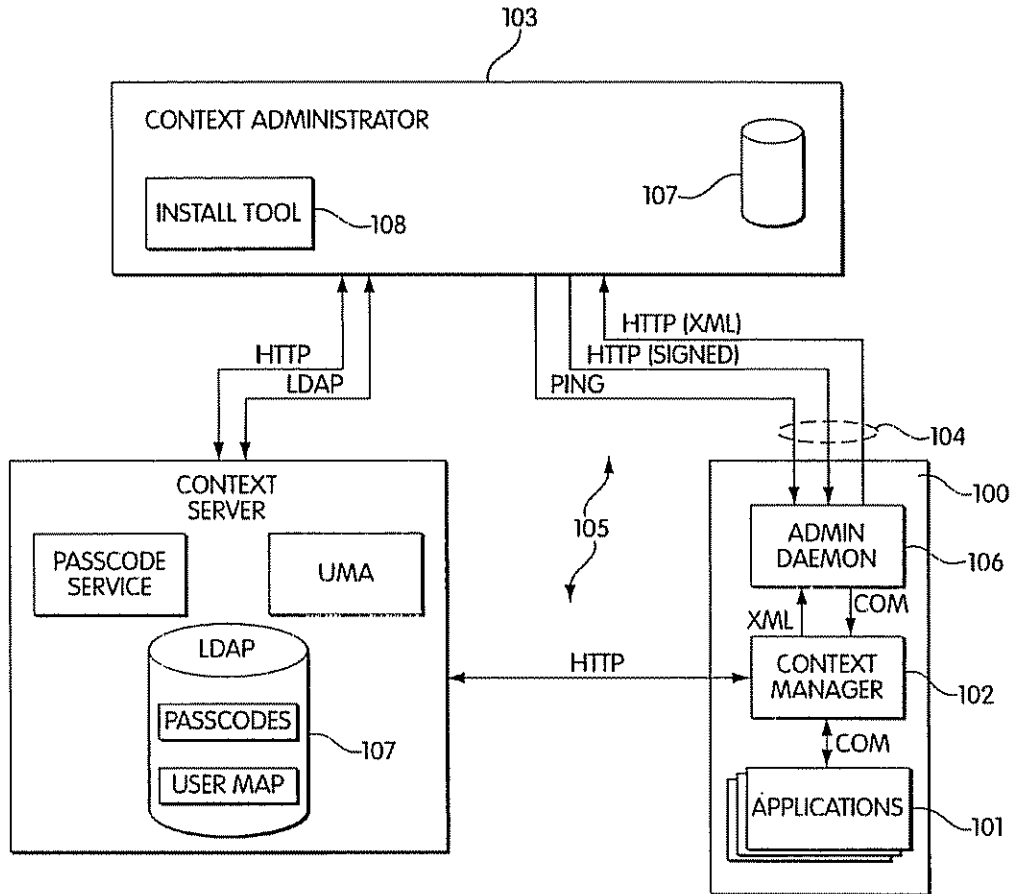 103
CONTEXT ADMINISTRATOR
INSTALL TOOL
108
107
HTTP
LDAP
HTTP (XML)
HTTP (SIGNED)
PING
104
CONTEXT
SERVER
PASSCODE
SERVICE
UMA
LDAP
PASSCODES
USER MAP
107
105
HTTP
100
ADMIN
DAEMON
106
XML
COM
CONTEXT
MANAGER
102
COM
APPLICATIONS
101